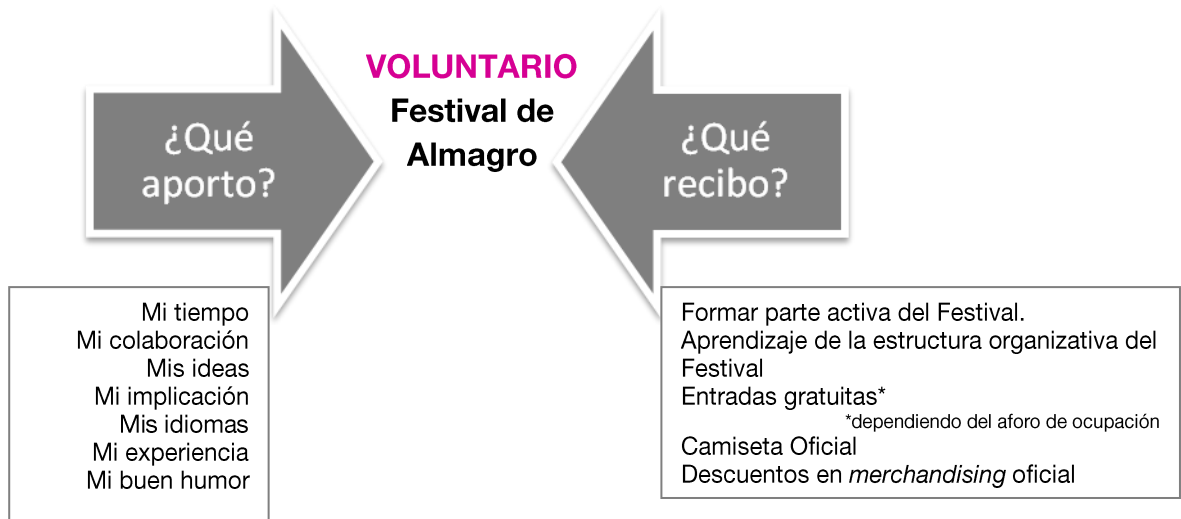 VOLUNTARIO
Festival de
Almagro
¿Qué
aporto?
¿Qué
recibo?
Mi tiempo
Mi colaboración
Mis ideas
Mi implicación
Mis idiomas
Mi experiencia
Mi buen humor
Formar parte activa del Festival.
Aprendizaje de la estructura organizativa del
Festival
Entradas gratuitas*
*dependiendo del aforo de ocupación
Camiseta Oficial
Descuentos en merchandising oficial